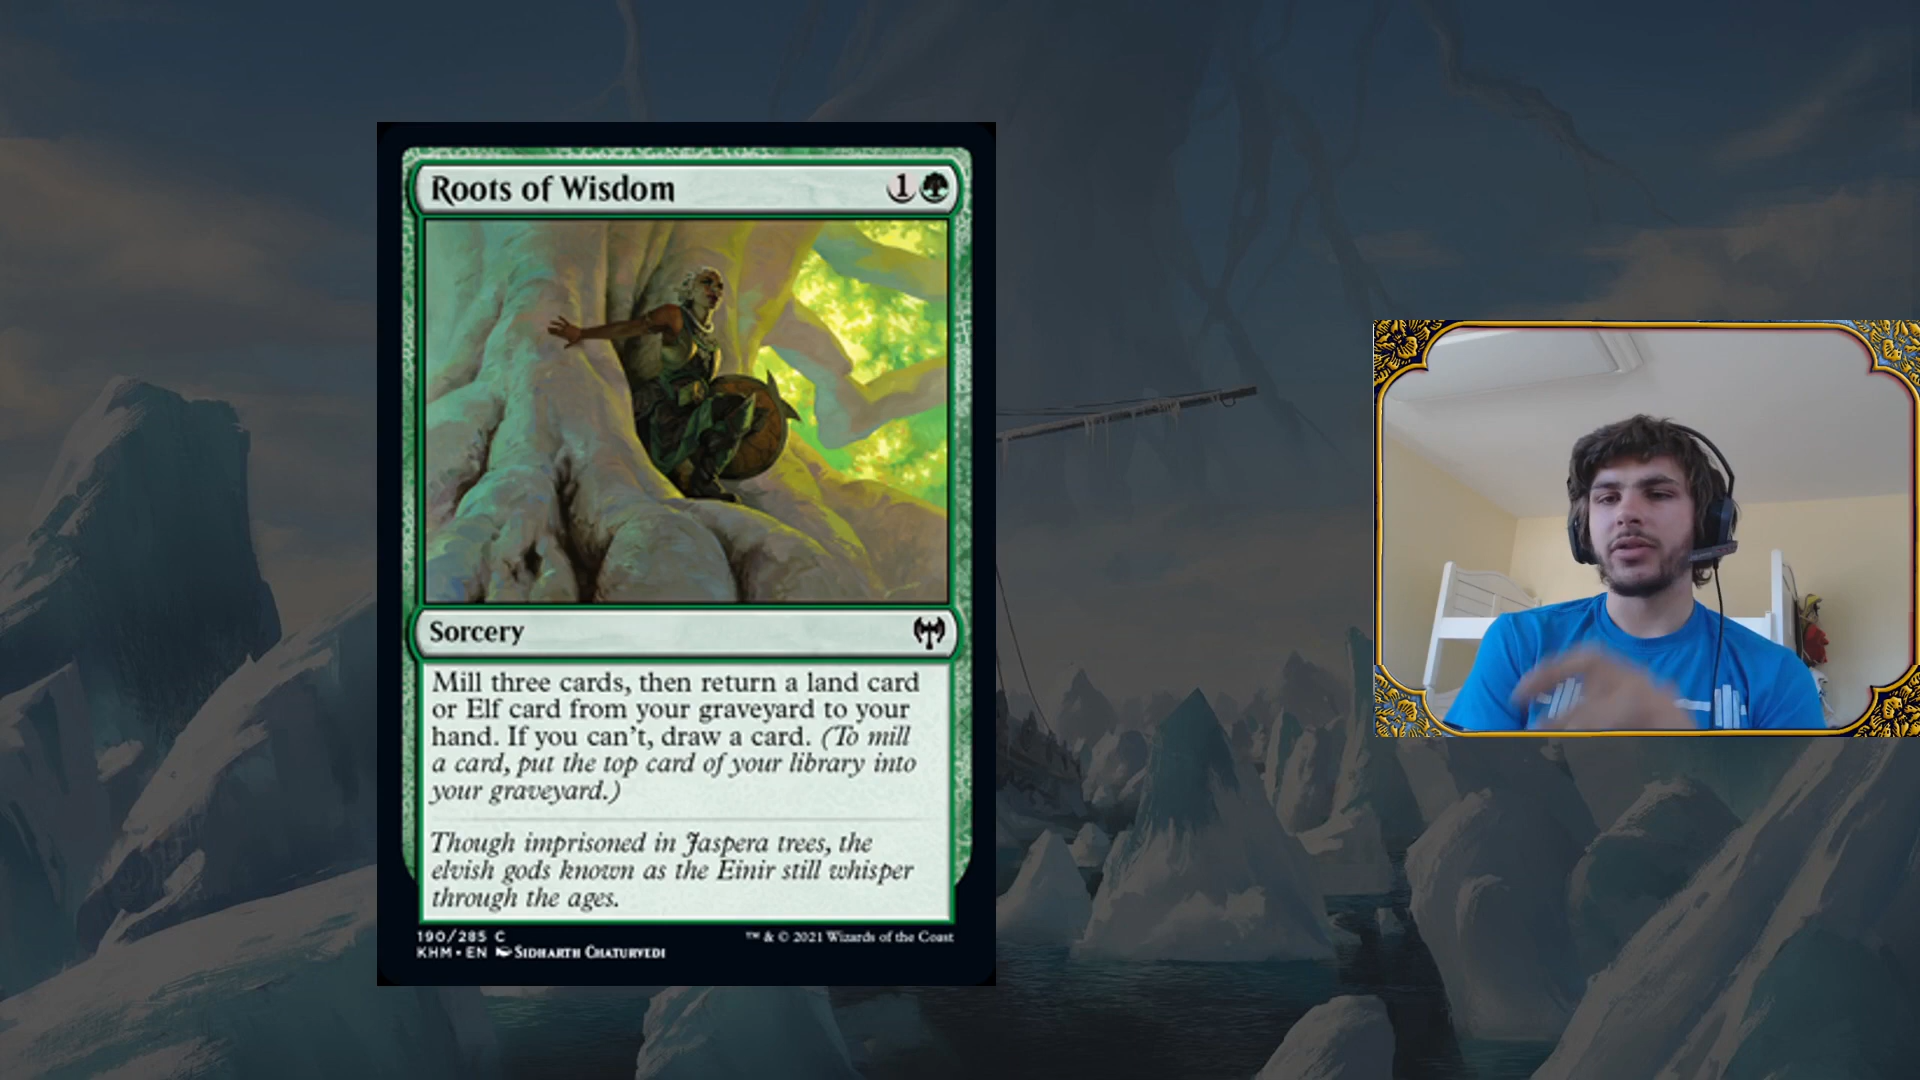 Roots of Wisdom 1
Sorcery
Mill three cards, then return a land card
or Elf card from your graveyard to your
hand. If you can't, draw a card. (To mill
a card, put the top card of your library into
your graveyard.)
Though imprisoned in Jaspera trees, the
elvish gods known as the Einir still whisper
through the ages.
190/285 C
KHM • EN Sidharth Chaturvedi
™ & © 2021 Wizards of the Coast